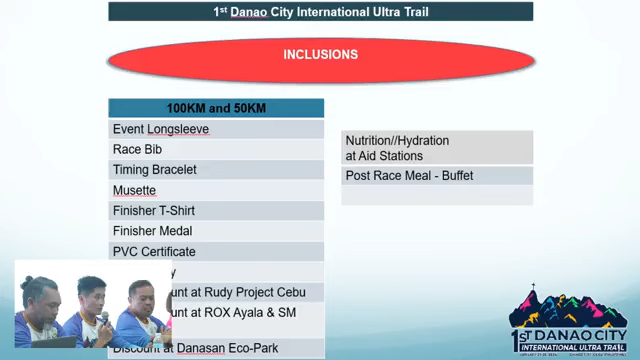 1st Danao City International Ultra Trail
INCLUSIONS
100KM and 50KM
Event Longsleeve
Race Bib
Timing Bracelet
Musette
Finisher T-Shirt
Finisher Medal
PVC Certificate
at Rudy Project Cebu
at ROX Ayala & SM
Discount at Danasan Eco-Park
Nutrition//Hydration
at Aid Stations
Post Race Meal - Buffet
1ST DANAO CITY
INTERNATIONAL ULTRA TRAIL